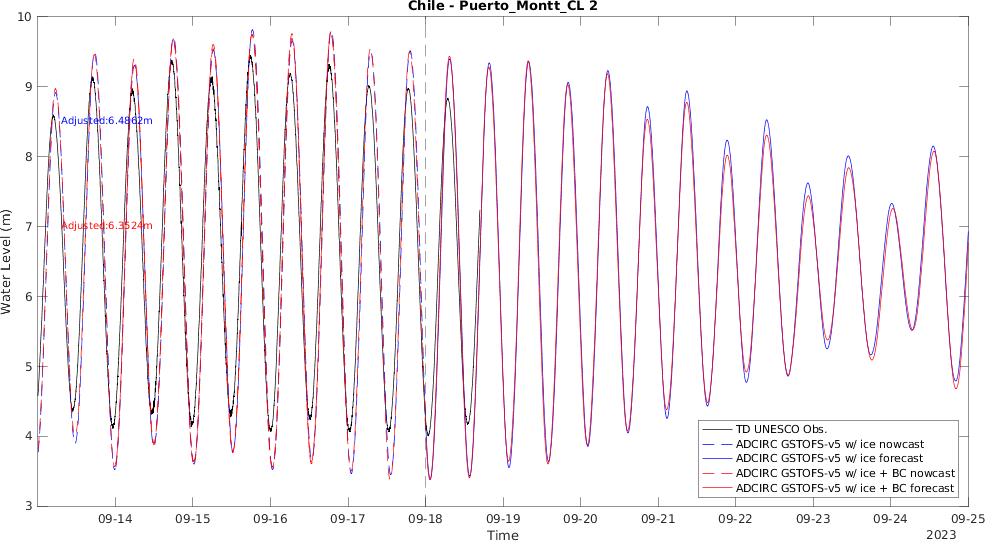 Chile - Puerto_Montt_CL 2
10
9
8
7
6
5
4
3
Water Level (m)
Adjusted:6.4862m
Adjusted:6.3524m
TD UNESCO Obs.
ADCIRC GSTOFS-v5 w/ ice nowcast
ADCIRC GSTOFS-v5 w/ ice forecast
ADCIRC GSTOFS-v5 w/ ice + BC nowcast
ADCIRC GSTOFS-v5 w/ ice + BC forecast
09-14 09-15 09-16 09-17 09-18 09-19 09-20 09-21 09-22 09-23 09-24 09-25
Time
2023